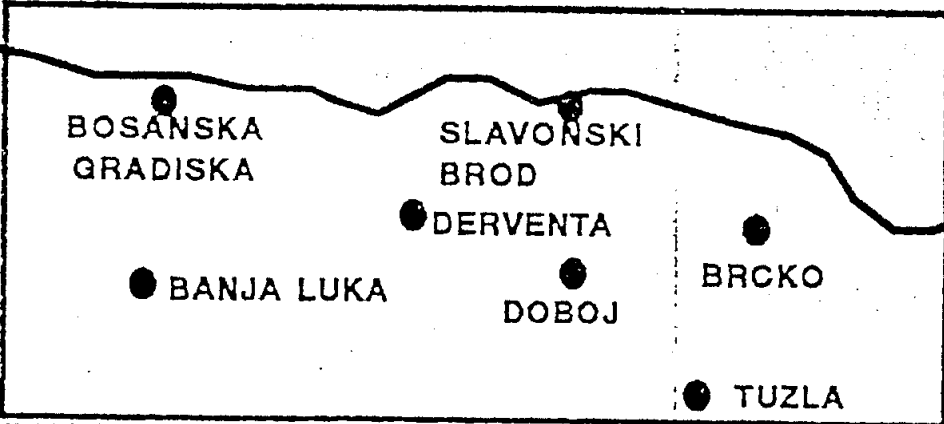 BOSANSKA
GRADISKA
SLAVONSKI
BROD
DERVENTA
BANJA LUKA
DOBOJ
BRCKO
TUZLA